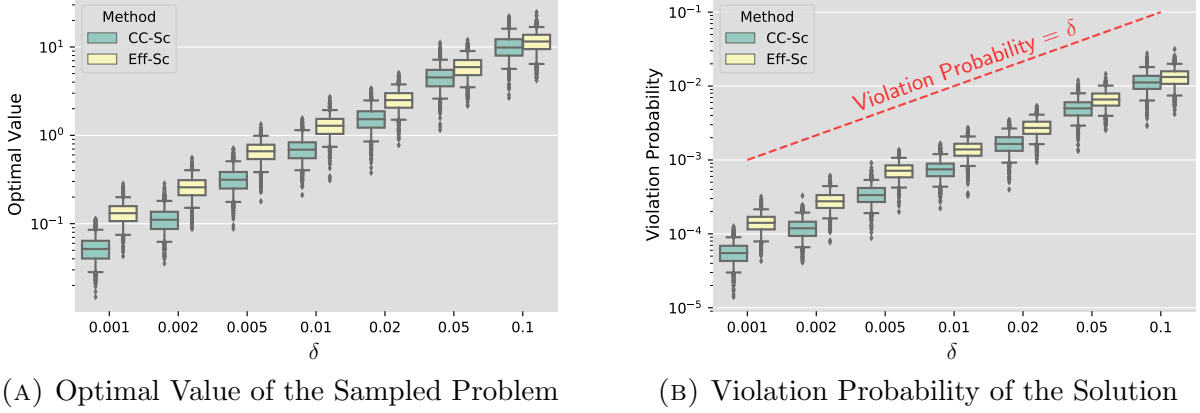 Method
CC-Sc
Eff-Sc
Optimal Value
10^1
10^0
10^-1
0.001 0.002 0.005 0.01 0.02 0.05 0.1
δ
(A) Optimal Value of the Sampled Problem
Method
CC-Sc
Eff-Sc
Violation Probability = δ
Violation Probability
10^-1
10^-2
10^-3
10^-4
10^-5
0.001 0.002 0.005 0.01 0.02 0.05 0.1
δ
(B) Violation Probability of the Solution